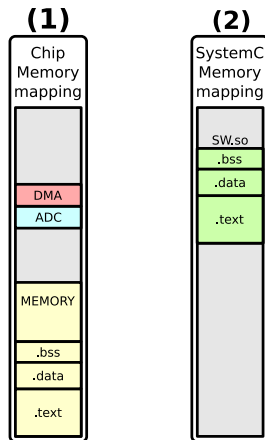 (1)
Chip
Memory
mapping
DMA
ADC
MEMORY
.bss
.data
.text
(2)
SystemC
Memory
mapping
SW.so
.bss
.data
.text